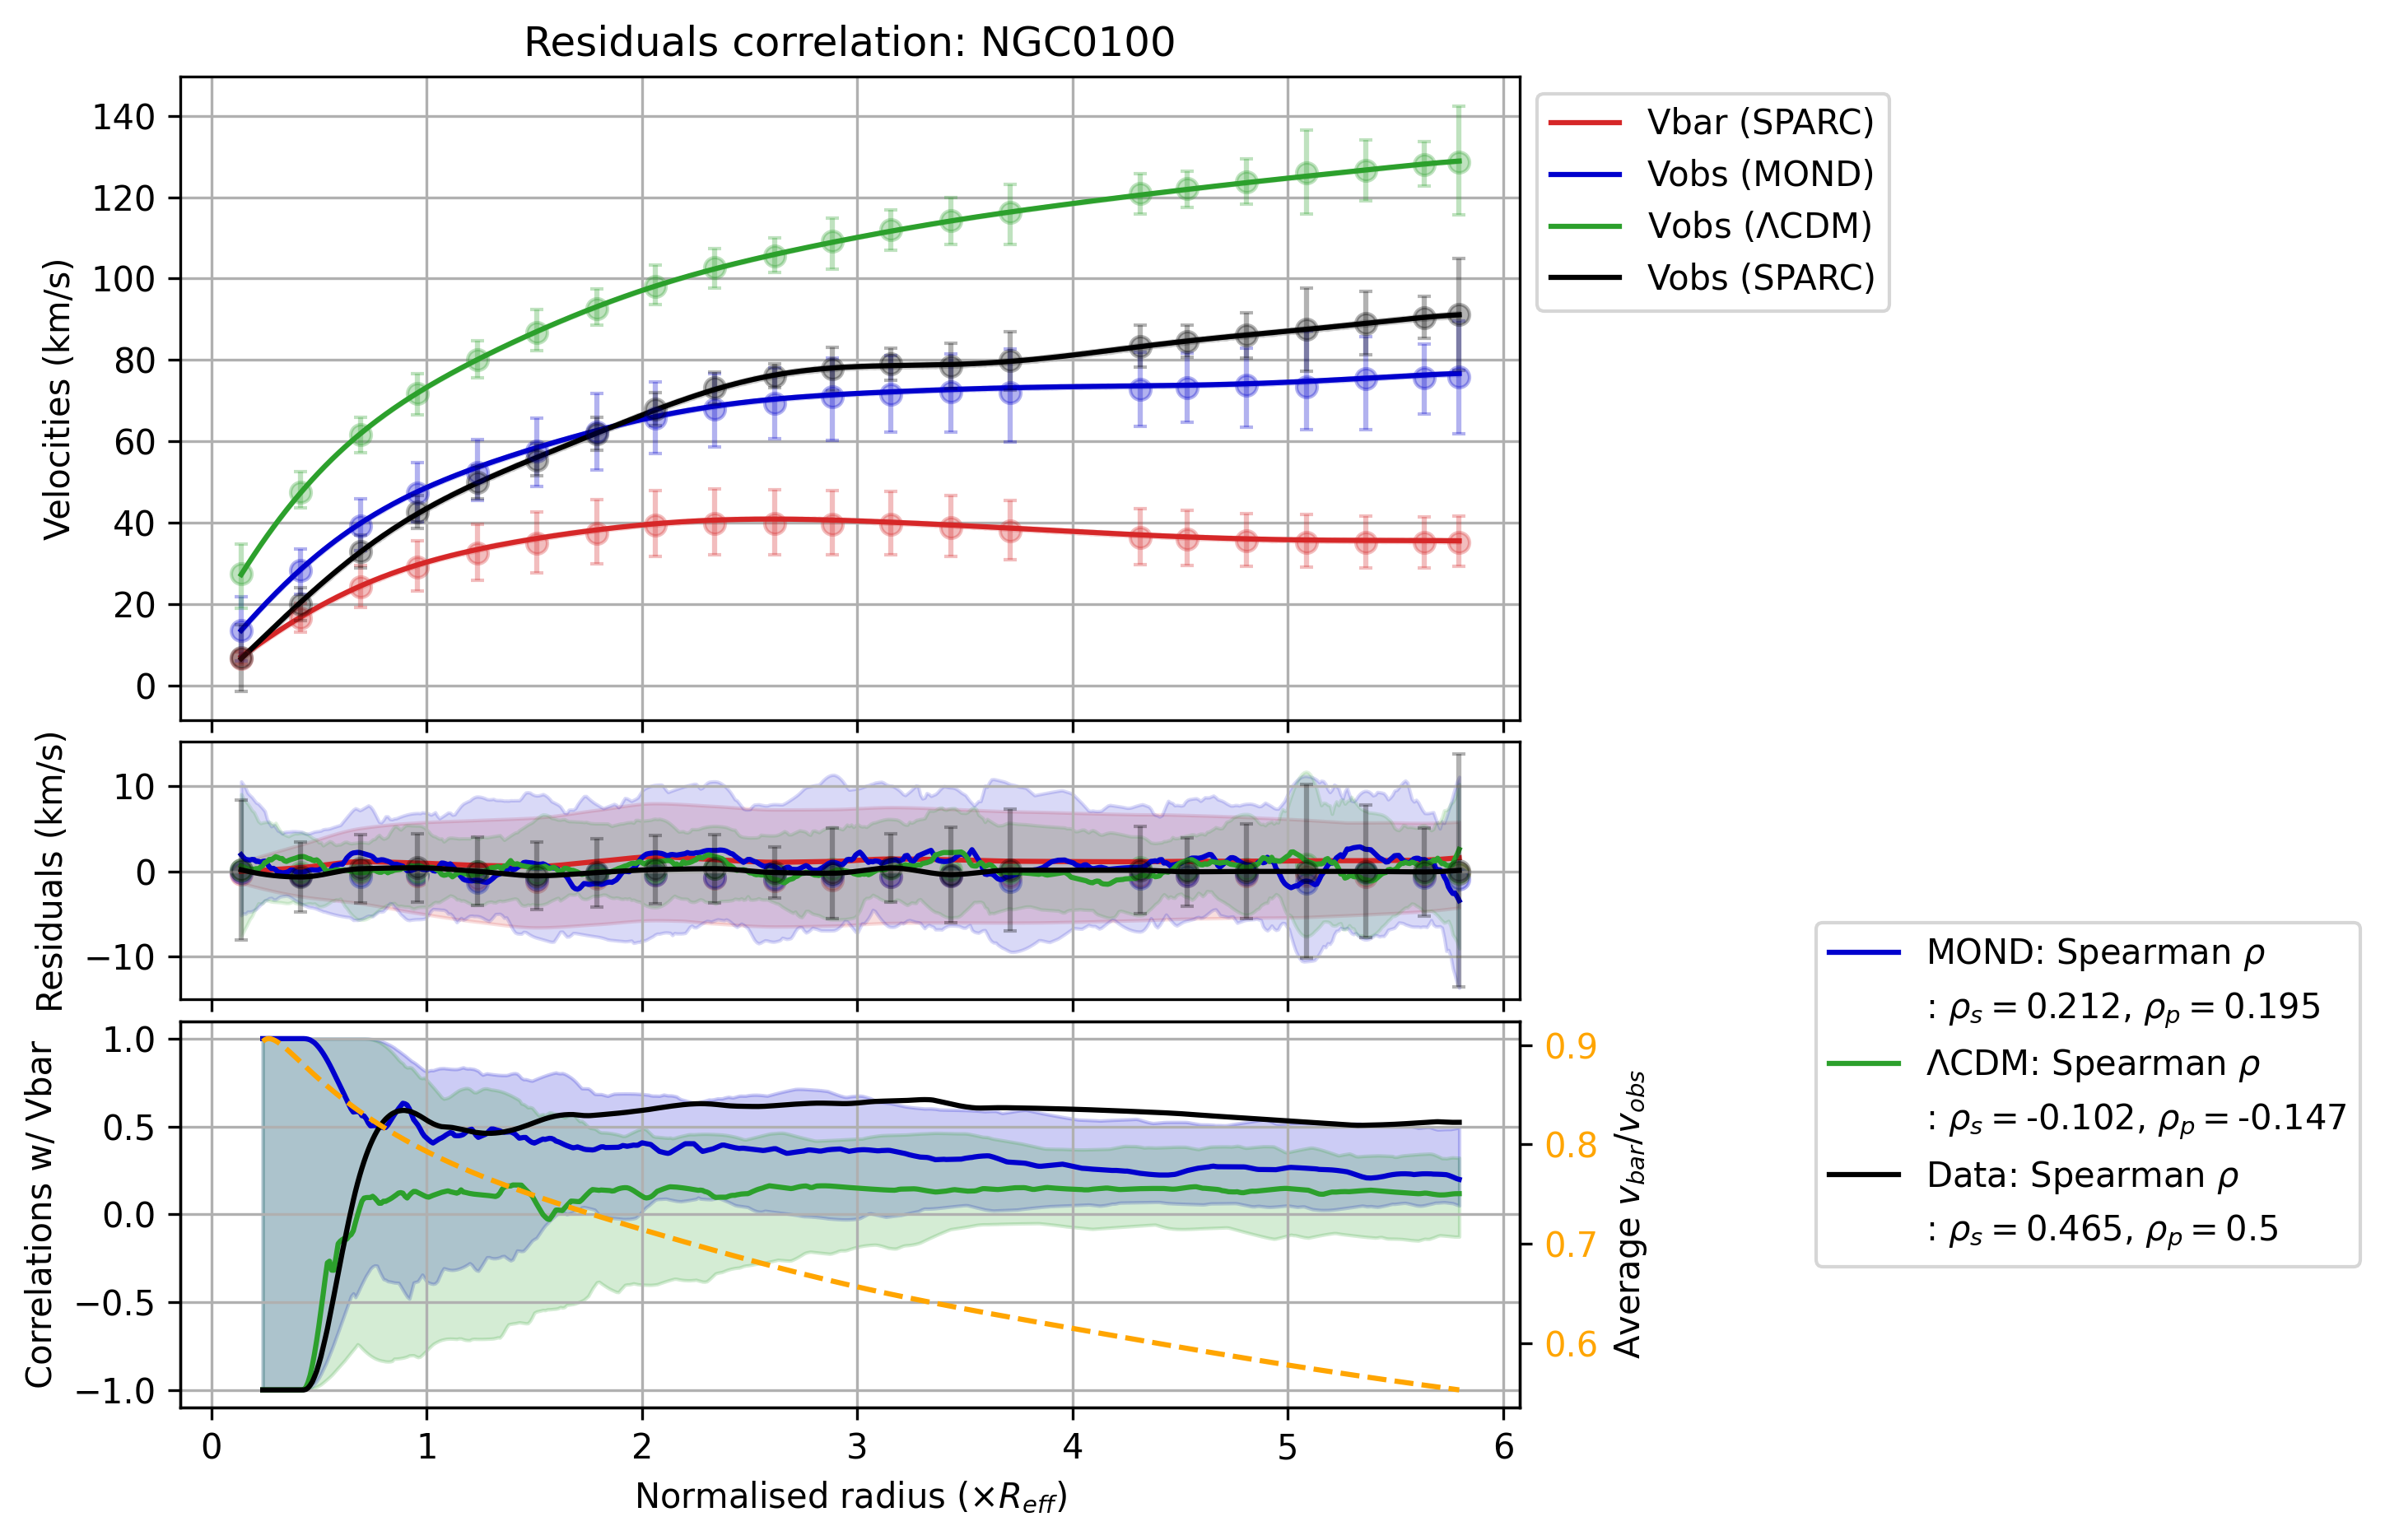 Residuals correlation: NGC0100
Velocities (km/s)
140
120
100
80
60
40
20
0
Vbar (SPARC)
Vobs (MOND)
Vobs (ΛCDM)
Vobs (SPARC)
Residuals (km/s)
10
0
−10
Correlations w/ Vbar
1.0
0.5
0.0
−0.5
−1.0
0.9
0.8
0.7
0.6
Average v_bar/v_obs
MOND: Spearman ρ
: ρ_s = 0.212, ρ_p = 0.195
ΛCDM: Spearman ρ
: ρ_s = -0.102, ρ_p = -0.147
Data: Spearman ρ
: ρ_s = 0.465, ρ_p = 0.5
0 1 2 3 4 5 6
Normalised radius (×R_eff)